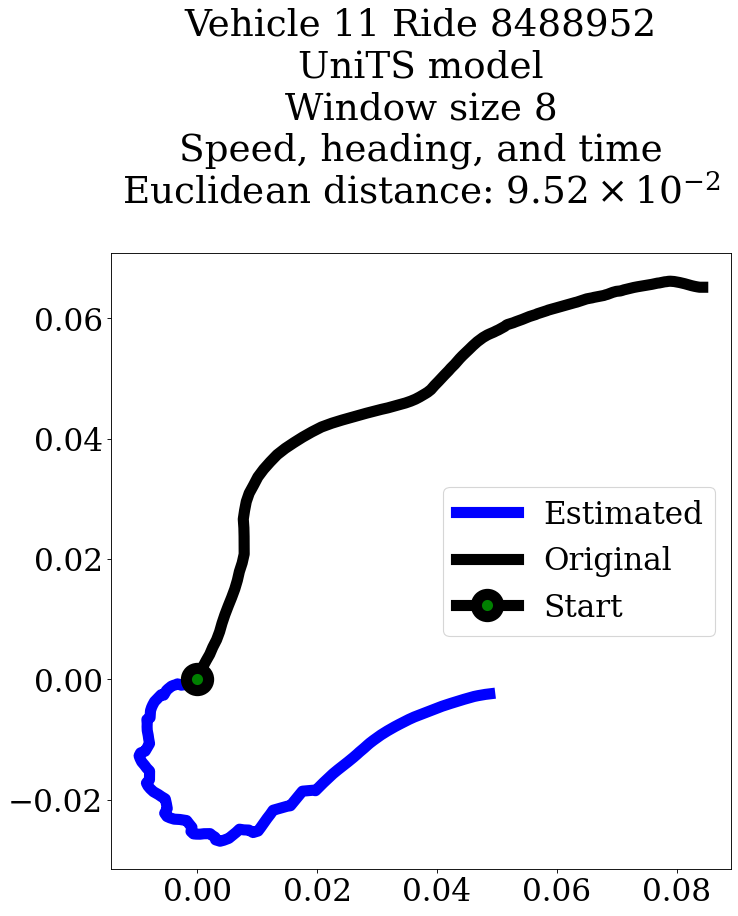 Vehicle 11 Ride 8488952
UniTS model
Window size 8
Speed, heading, and time
Euclidean distance: 9.52 × 10⁻²
0.06
0.04
0.02
0.00
−0.02
Estimated
Original
Start
0.00 0.02 0.04 0.06 0.08